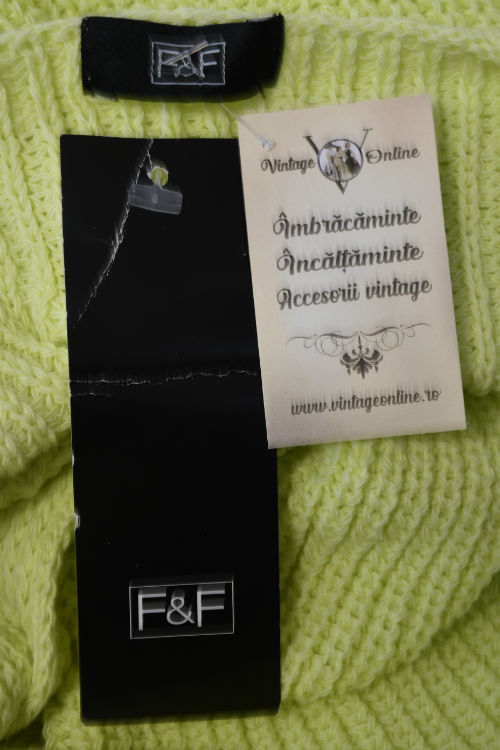 F&F
Vintage Online
Îmbrăcăminte
Încălțăminte
Accesorii vintage
www.vintageonline.ro
F&F